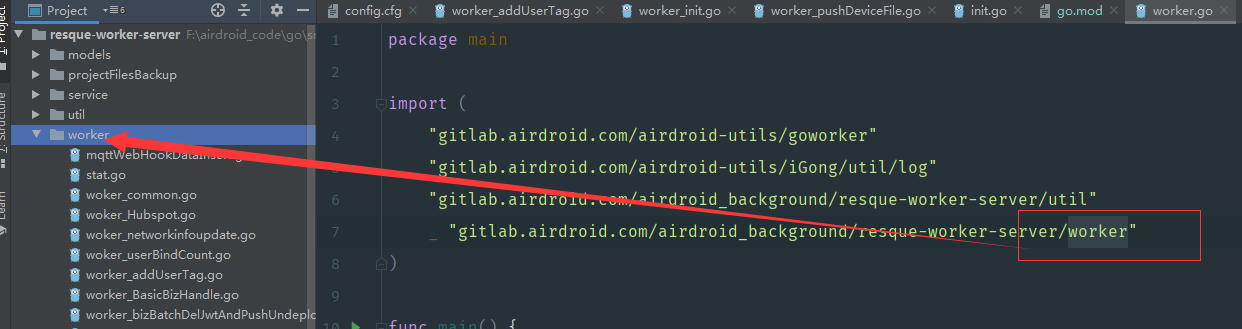 Project
6
config.cfg
worker_addUserTag.go
worker_init.go
worker_pushDeviceFile.go
init.go
go.mod
worker.go
resque-worker-server F:\airdroid_code\go\s
models
projectFilesBackup
service
util
worker
stat.go
woker_common.go
woker_Hubspot.go
woker_networkinfoupdate.go
wocker_userBindCount.go
worker_addUserTag.go
worker_BasicBizHandle.go
worker_bizBatchDelJwtAndPushUndeplo
1 package main
2
3 import (
4 "gitlab.airdroid.com/airdroid-utils/goworker"
5 "gitlab.airdroid.com/airdroid-utils/iGong/util/log"
6 "gitlab.airdroid.com/airdroid_background/resque-worker-server/util"
7 _ "gitlab.airdroid.com/airdroid_background/resque-worker-server/worker"
8 )
9
10 func main() {
1: Project
Structure